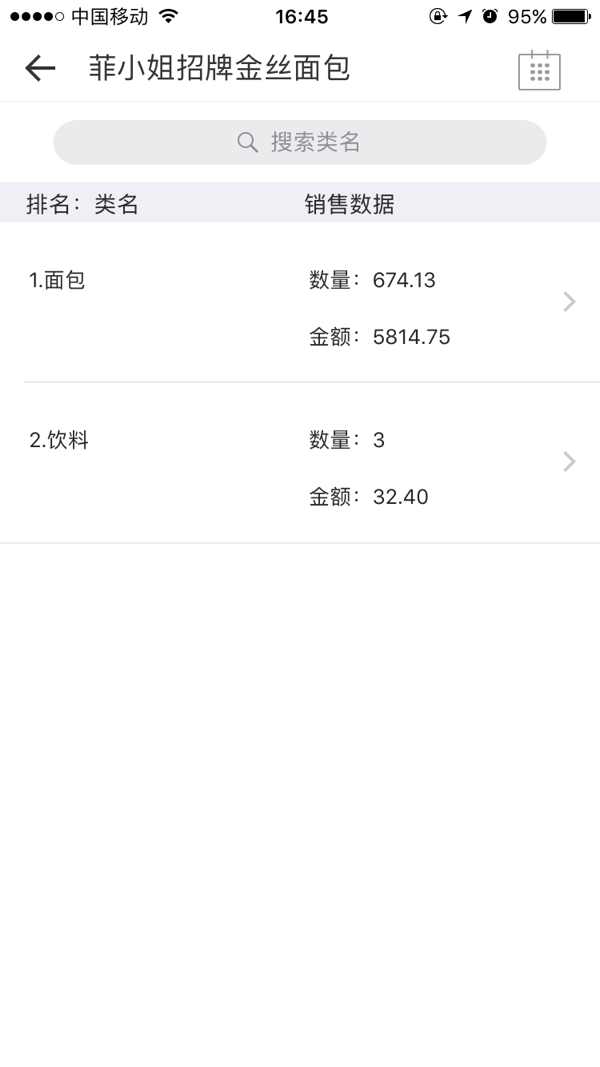 中国移动 16:45 95%
菲小姐招牌金丝面包
搜索类名
排名：类名 销售数据
1.面包 数量：674.13
金额：5814.75
2.饮料 数量：3
金额：32.40